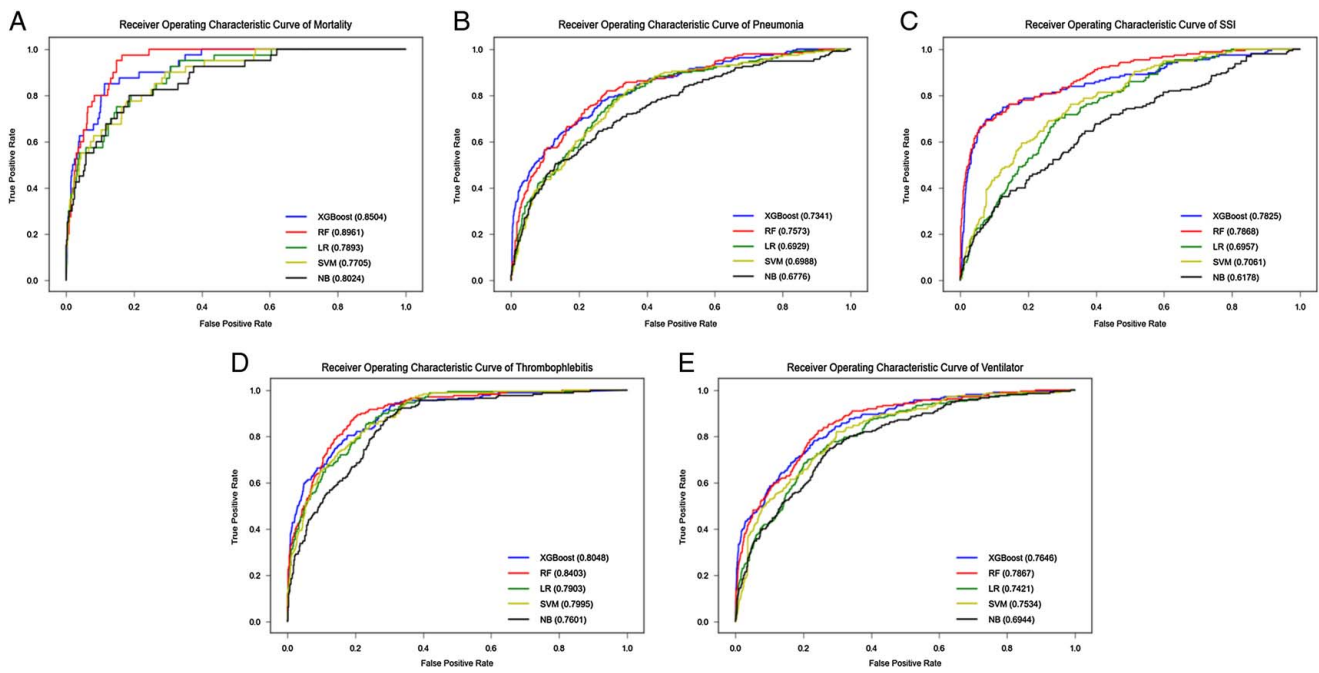 A
Receiver Operating Characteristic Curve of Mortality
True Positive Rate
1.0
0.8
0.6
0.4
0.2
0.0
XGBoost (0.8504)
RF (0.8961)
LR (0.7893)
SVM (0.7705)
NB (0.8024)
0.0 0.2 0.4 0.6 0.8 1.0
False Positive Rate
B
Receiver Operating Characteristic Curve of Pneumonia
True Positive Rate
1.0
0.8
0.6
0.4
0.2
0.0
XGBoost (0.7341)
RF (0.7573)
LR (0.6929)
SVM (0.6988)
NB (0.6776)
0.0 0.2 0.4 0.6 0.8 1.0
False Positive Rate
C
Receiver Operating Characteristic Curve of SSI
True Positive Rate
1.0
0.8
0.6
0.4
0.2
0.0
XGBoost (0.7825)
RF (0.7868)
LR (0.6957)
SVM (0.7061)
NB (0.6178)
0.0 0.2 0.4 0.6 0.8 1.0
False Positive Rate
D
Receiver Operating Characteristic Curve of Thrombophlebitis
True Positive Rate
1.0
0.8
0.6
0.4
0.2
0.0
XGBoost (0.8048)
RF (0.8403)
LR (0.7903)
SVM (0.7995)
NB (0.7601)
0.0 0.2 0.4 0.6 0.8 1.0
False Positive Rate
E
Receiver Operating Characteristic Curve of Ventilator
True Positive Rate
1.0
0.8
0.6
0.4
0.2
0.0
XGBoost (0.7646)
RF (0.7867)
LR (0.7421)
SVM (0.7534)
NB (0.6944)
0.0 0.2 0.4 0.6 0.8 1.0
False Positive Rate